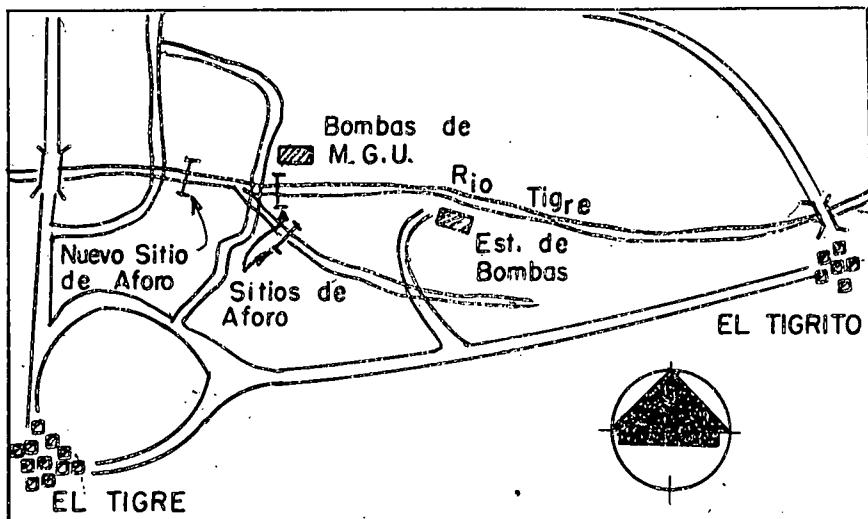 Bombas de
M.G.U.
Rio Tigre
Nuevo Sitio
de Aforo
Sitios de
Aforo
Est. de
Bombas
EL TIGRITO
EL TIGRE